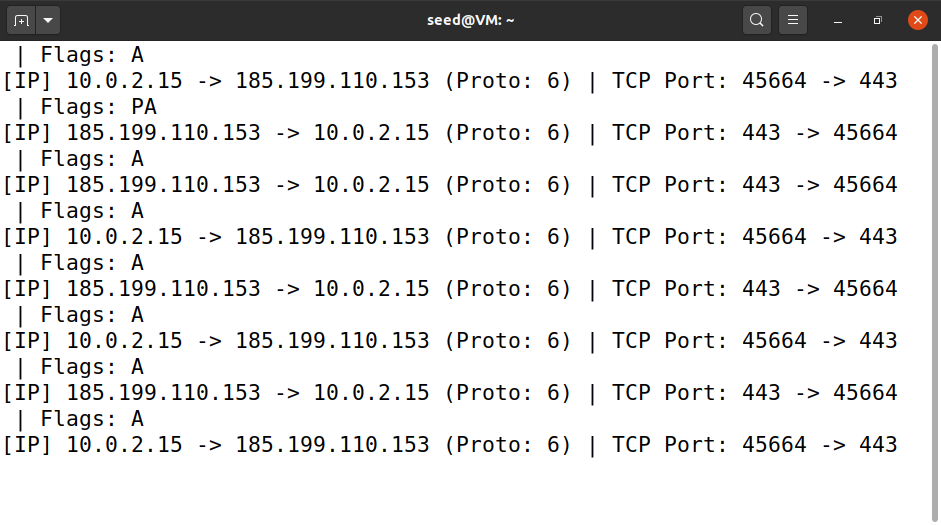 seed@VM: ~
| Flags: A
[IP] 10.0.2.15 -> 185.199.110.153 (Proto: 6) | TCP Port: 45664 -> 443
| Flags: PA
[IP] 185.199.110.153 -> 10.0.2.15 (Proto: 6) | TCP Port: 443 -> 45664
| Flags: A
[IP] 185.199.110.153 -> 10.0.2.15 (Proto: 6) | TCP Port: 443 -> 45664
| Flags: A
[IP] 10.0.2.15 -> 185.199.110.153 (Proto: 6) | TCP Port: 45664 -> 443
| Flags: A
[IP] 185.199.110.153 -> 10.0.2.15 (Proto: 6) | TCP Port: 443 -> 45664
| Flags: A
[IP] 10.0.2.15 -> 185.199.110.153 (Proto: 6) | TCP Port: 45664 -> 443
| Flags: A
[IP] 185.199.110.153 -> 10.0.2.15 (Proto: 6) | TCP Port: 443 -> 45664
| Flags: A
[IP] 10.0.2.15 -> 185.199.110.153 (Proto: 6) | TCP Port: 45664 -> 443